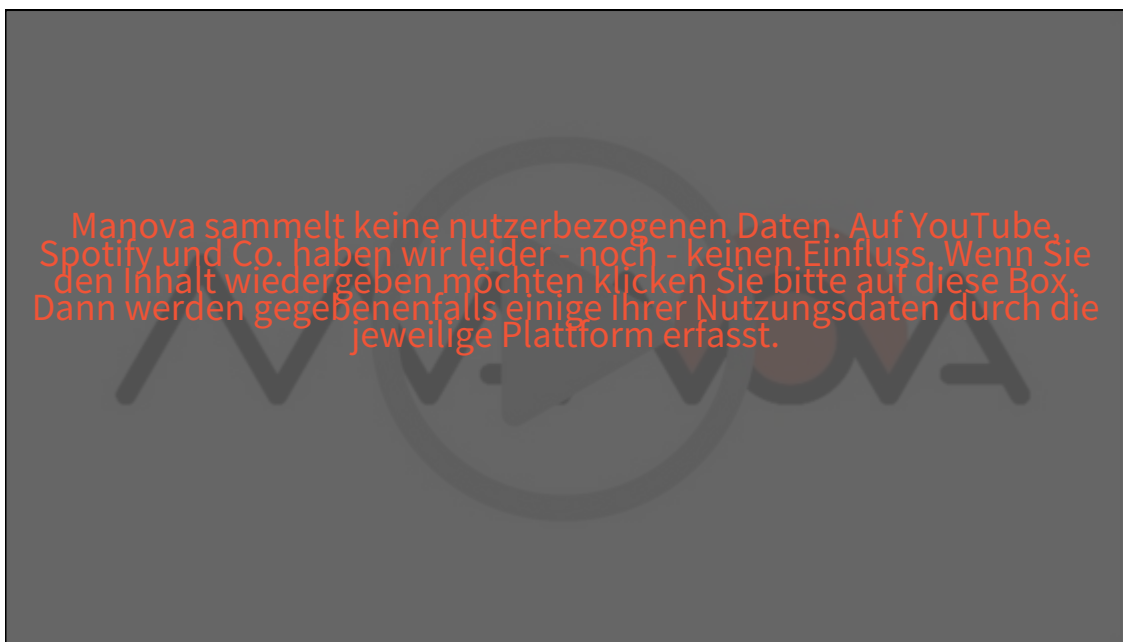 Manova sammelt keine nutzerbezogenen Daten. Auf YouTube,
Spotify und Co. haben wir leider - noch - keinen Einfluss. Wenn Sie
den Inhalt wiedergeben möchten klicken Sie bitte auf diese Box.
Dann werden gegebenenfalls einige Ihrer Nutzungsdaten durch die
jeweilige Plattform erfasst.
MANOVA